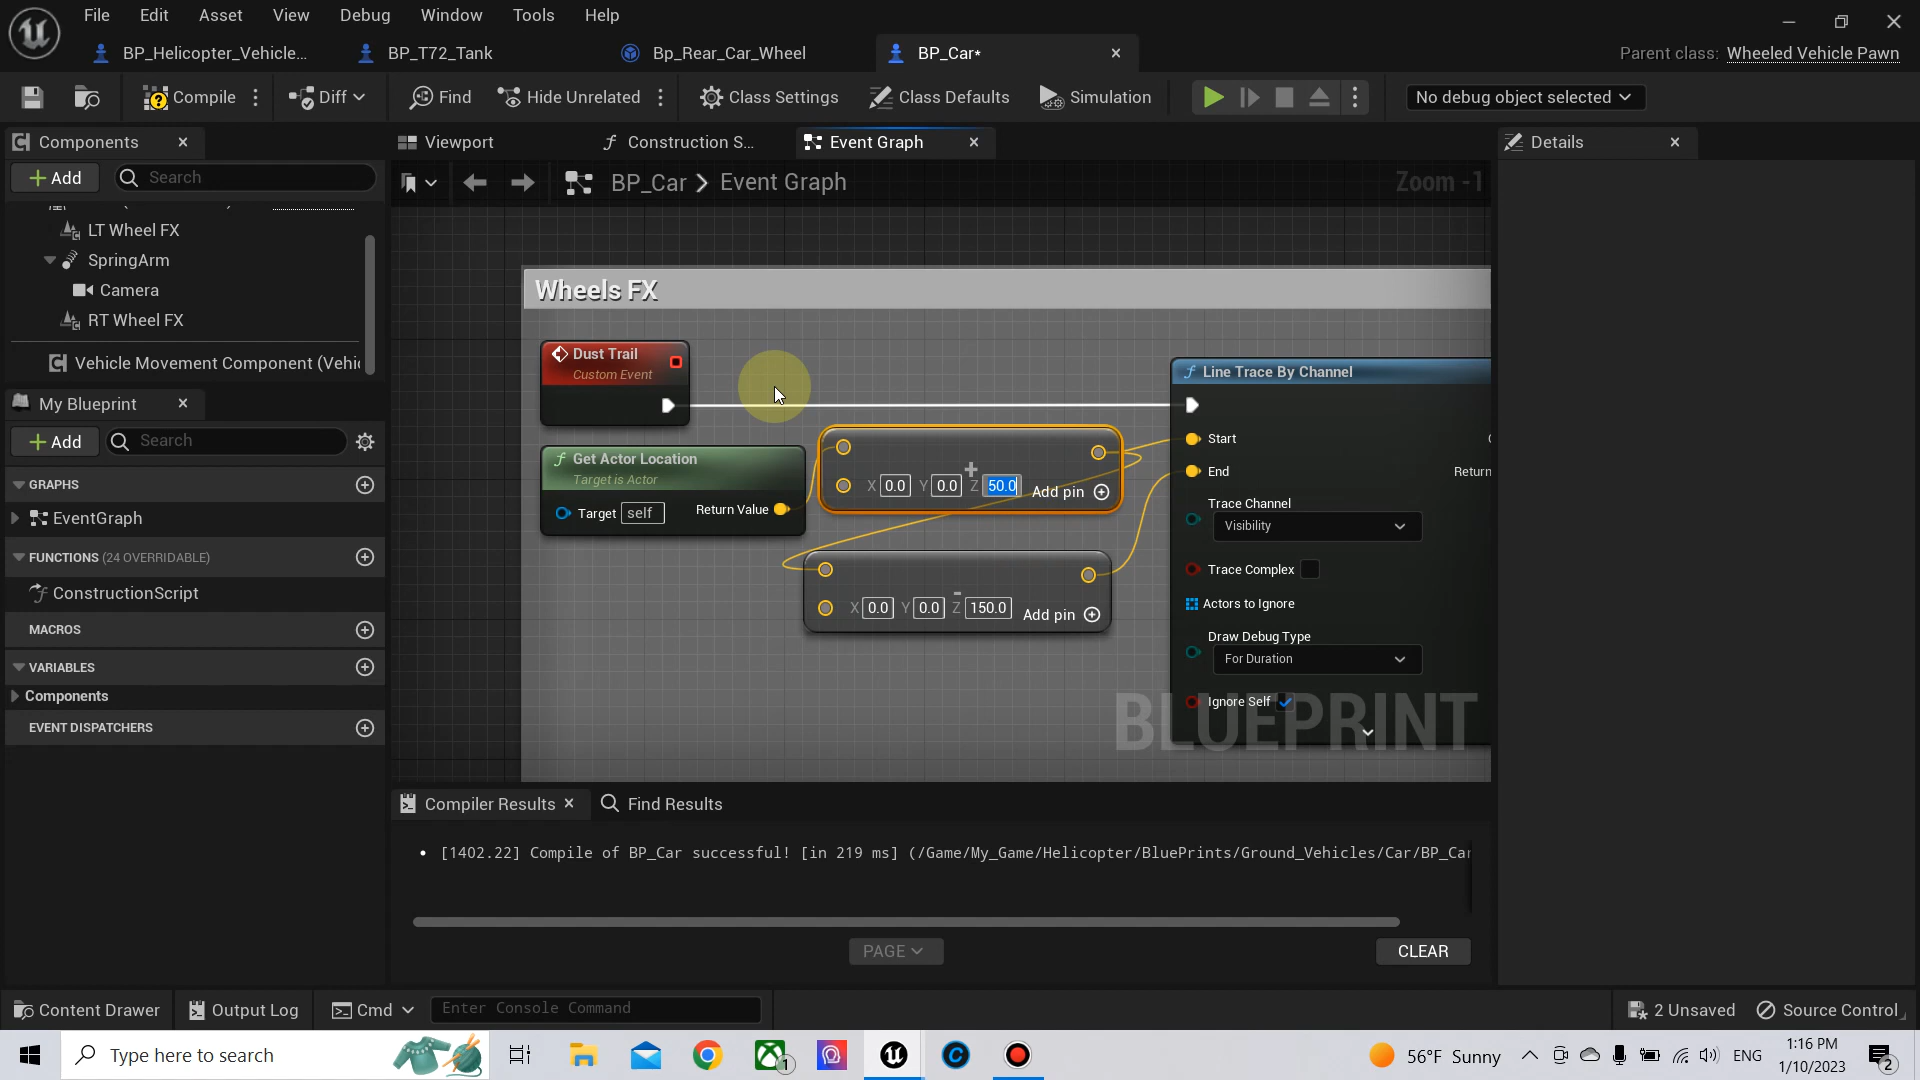 File Edit Asset View Debug Window Tools Help
BP_Helicopter_Vehicle... BP_T72_Tank Bp_Rear_Car_Wheel BP_Car* Parent class: Wheeled Vehicle Pawn
Compile Diff Find Hide Unrelated Class Settings Class Defaults Simulation No debug object selected
Components Viewport Construction S... Event Graph Details
Add Search BP_Car > Event Graph Zoom -1
LT Wheel FX
SpringArm
Camera
RT Wheel FX
Vehicle Movement Component (Vehic
My Blueprint
Add Search
GRAPHS
EventGraph
FUNCTIONS (24 OVERRIDABLE)
ConstructionScript
MACROS
VARIABLES
Components
EVENT DISPATCHERS
Wheels FX
Dust Trail
Custom Event
Get Actor Location
Target is Actor
Target self Return Value
+
X 0.0 Y 0.0 Z 50.0 Add pin
-
X 0.0 Y 0.0 Z 150.0 Add pin
Line Trace By Channel
Start
End Return
Trace Channel
Visibility
Trace Complex
Actors to Ignore
Draw Debug Type
For Duration
Ignore Self
BLUEPRINT
Compiler Results Find Results
• [1402.22] Compile of BP_Car successful! [in 219 ms] (/Game/My_Game/Helicopter/BluePrints/Ground_Vehicles/Car/BP_Car
PAGE CLEAR
Content Drawer Output Log Cmd Enter Console Command 2 Unsaved Source Control
Type here to search 1 56°F Sunny ENG 1:16 PM
1/10/2023 2